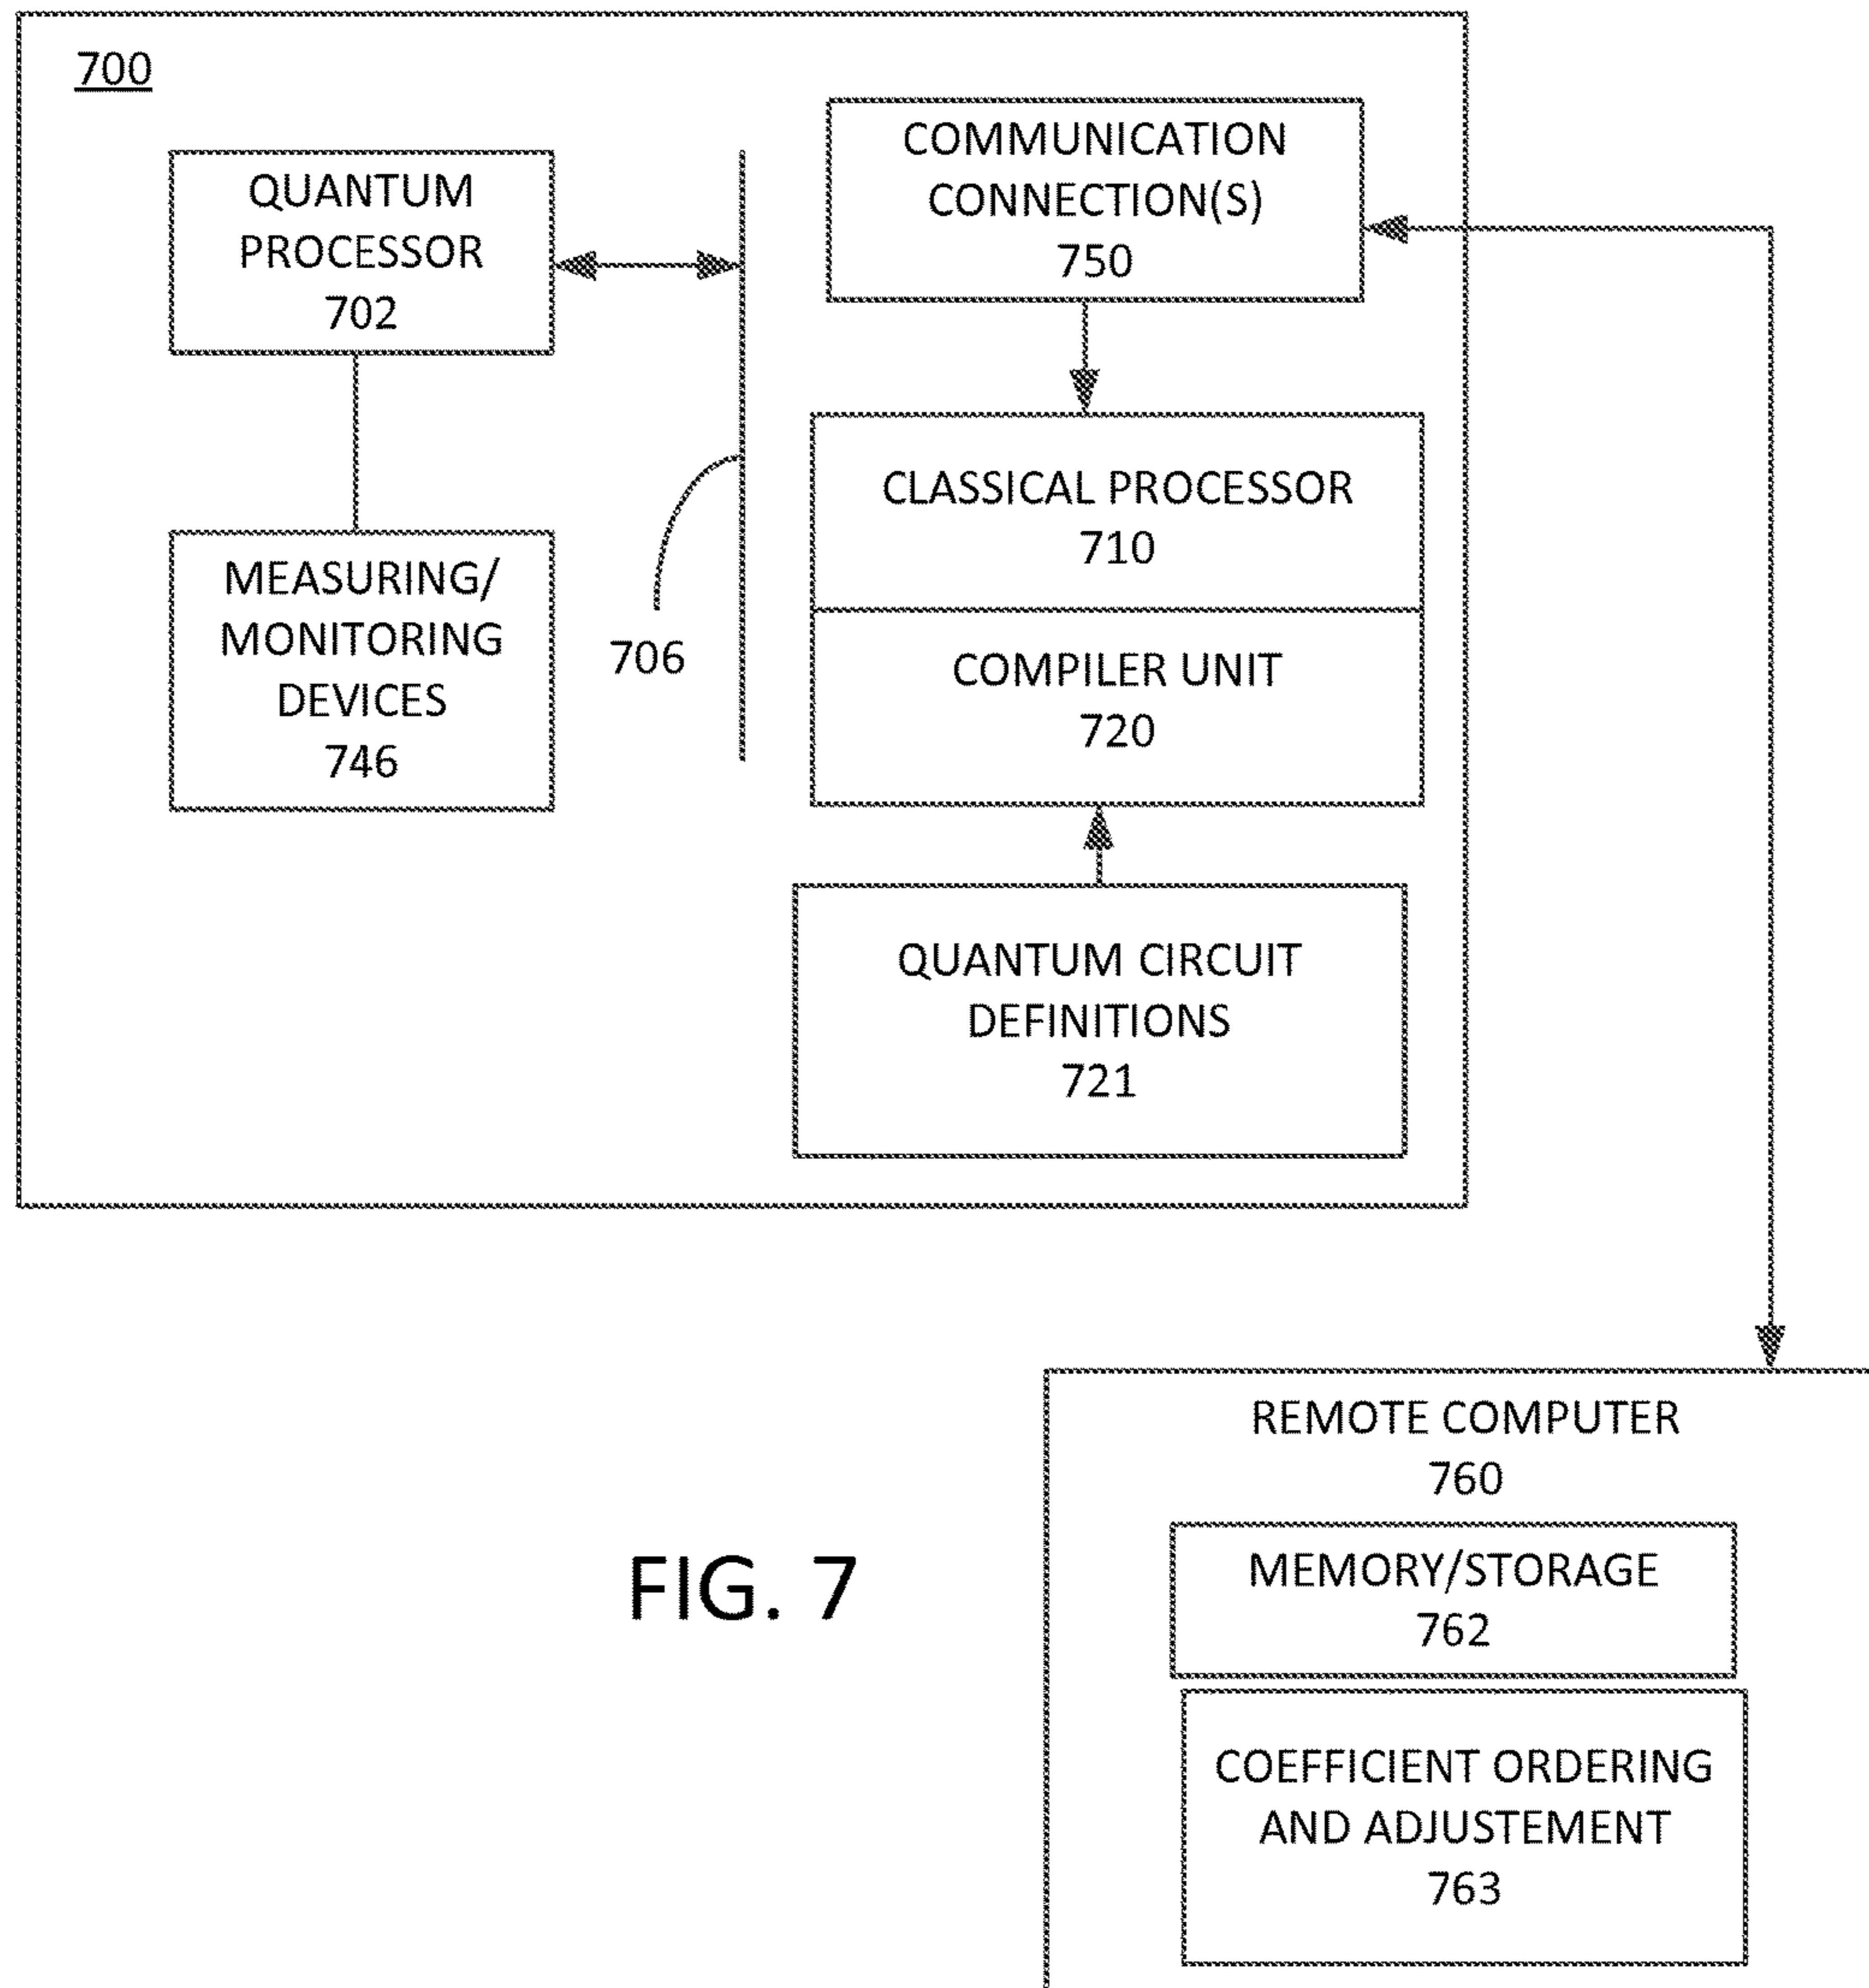 700
QUANTUM
PROCESSOR
702
COMMUNICATION
CONNECTION(S)
750
CLASSICAL PROCESSOR
710
MEASURING/
MONITORING
DEVICES
746
706
COMPILER UNIT
720
QUANTUM CIRCUIT
DEFINITIONS
721
REMOTE COMPUTER
760
MEMORY/STORAGE
762
COEFFICIENT ORDERING
AND ADJUSTEMENT
763
FIG. 7